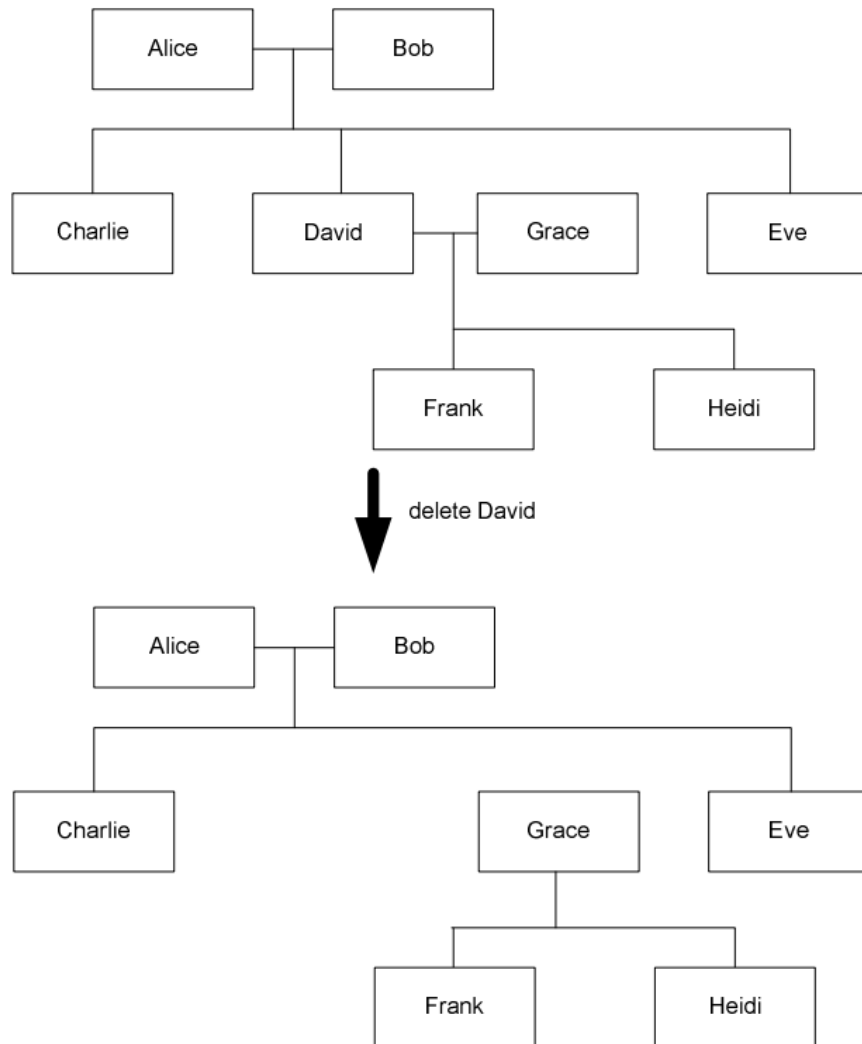 Alice
Bob
Charlie
David
Grace
Eve
Frank
Heidi
delete David
Alice
Bob
Charlie
Grace
Eve
Frank
Heidi